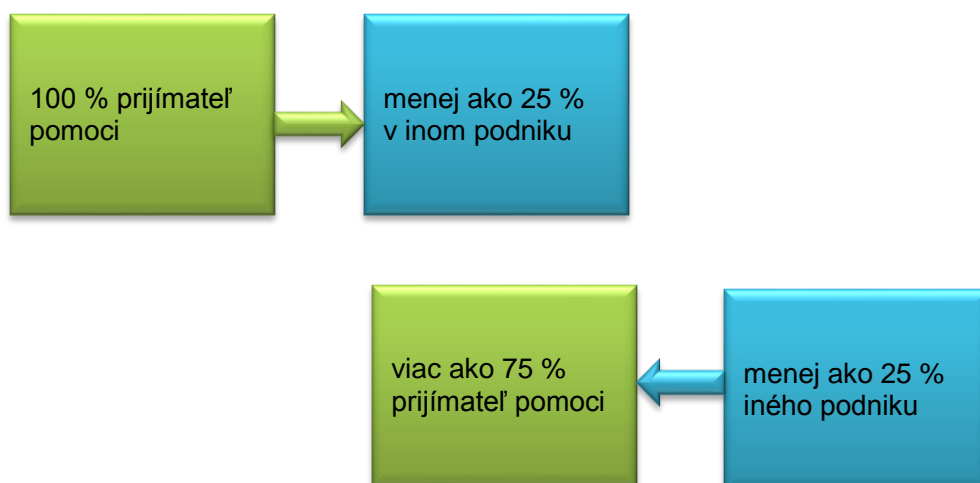 100 % prijímateľ
pomoci
menej ako 25 %
v inom podniku
viac ako 75 %
prijímateľ pomoci
menej ako 25 %
iného podniku